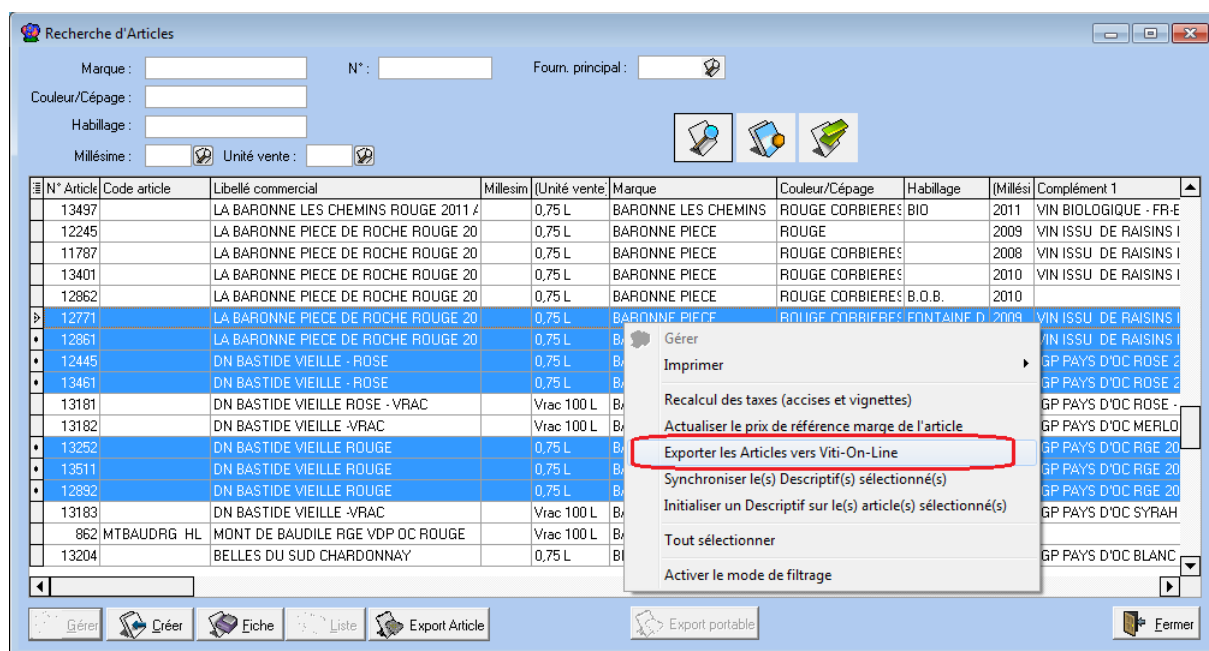 Recherche d'Articles
Marque :
N° :
Fourn. principal :
Couleur/Cépage :
Habillage :
Millésime :
Unité vente :
N° Article Code article Libellé commercial Millesim (Unité vente) Marque Couleur/Cépage Habillage (Millési Complément 1
13497 LA BARONNE LES CHEMINS ROUGE 2011 0,75 L BARONNE LES CHEMINS ROUGE CORBIERES BIO 2011 VIN BIOLOGIQUE - FR-E
12245 LA BARONNE PIECE DE ROCHE ROUGE 20 0,75 L BARONNE PIECE ROUGE 2009 VIN ISSU DE RAISINS
11787 LA BARONNE PIECE DE ROCHE ROUGE 20 0,75 L BARONNE PIECE ROUGE CORBIERES 2008 VIN ISSU DE RAISINS
13401 LA BARONNE PIECE DE ROCHE ROUGE 20 0,75 L BARONNE PIECE ROUGE CORBIERES 2010 VIN ISSU DE RAISINS
12862 LA BARONNE PIECE DE ROCHE ROUGE 20 0,75 L BARONNE PIECE ROUGE CORBIERES B.O.B. 2010
12771 LA BARONNE PIECE DE ROCHE ROUGE 20 0,75 L BARONNE PIECE ROUGE CORBIERES FONTAINE D 2009 VIN ISSU DE RAISINS
12861 LA BARONNE PIECE DE ROCHE ROUGE 20 0,75 L VIN ISSU DE RAISINS
12445 DN BASTIDE VIEILLE - ROSE 0,75 L GP PAYS D'OC ROSE 2
13461 DN BASTIDE VIEILLE - ROSE 0,75 L GP PAYS D'OC ROSE 2
13181 DN BASTIDE VIEILLE ROSE - VRAC Vrac 100 L GP PAYS D'OC ROSE -
13182 DN BASTIDE VIEILLE -VRAC Vrac 100 L GP PAYS D'OC MERLO
13252 DN BASTIDE VIEILLE ROUGE 0,75 L GP PAYS D'OC RGE 20
13511 DN BASTIDE VIEILLE ROUGE 0,75 L GP PAYS D'OC RGE 20
12892 DN BASTIDE VIEILLE ROUGE 0,75 L GP PAYS D'OC RGE 20
13183 DN BASTIDE VIEILLE -VRAC Vrac 100 L GP PAYS D'OC SYRAH
862 MTBAUDRG HL MONT DE BAUDILE RGE VDP OC ROUGE Vrac 100 L
13204 BELLES DU SUD CHARDONNAY 0,75 L GP PAYS D'OC BLANC
Gérer
Imprimer
Recalcul des taxes (accises et vignettes)
Actualiser le prix de référence marge de l'article
Exporter les Articles vers Viti-On-Line
Synchroniser le(s) Descriptif(s) sélectionné(s)
Initialiser un Descriptif sur le(s) article(s) sélectionné(s)
Tout sélectionner
Activer le mode de filtrage
Gérer Créer Fiche Liste Export Article Export portable Fermer